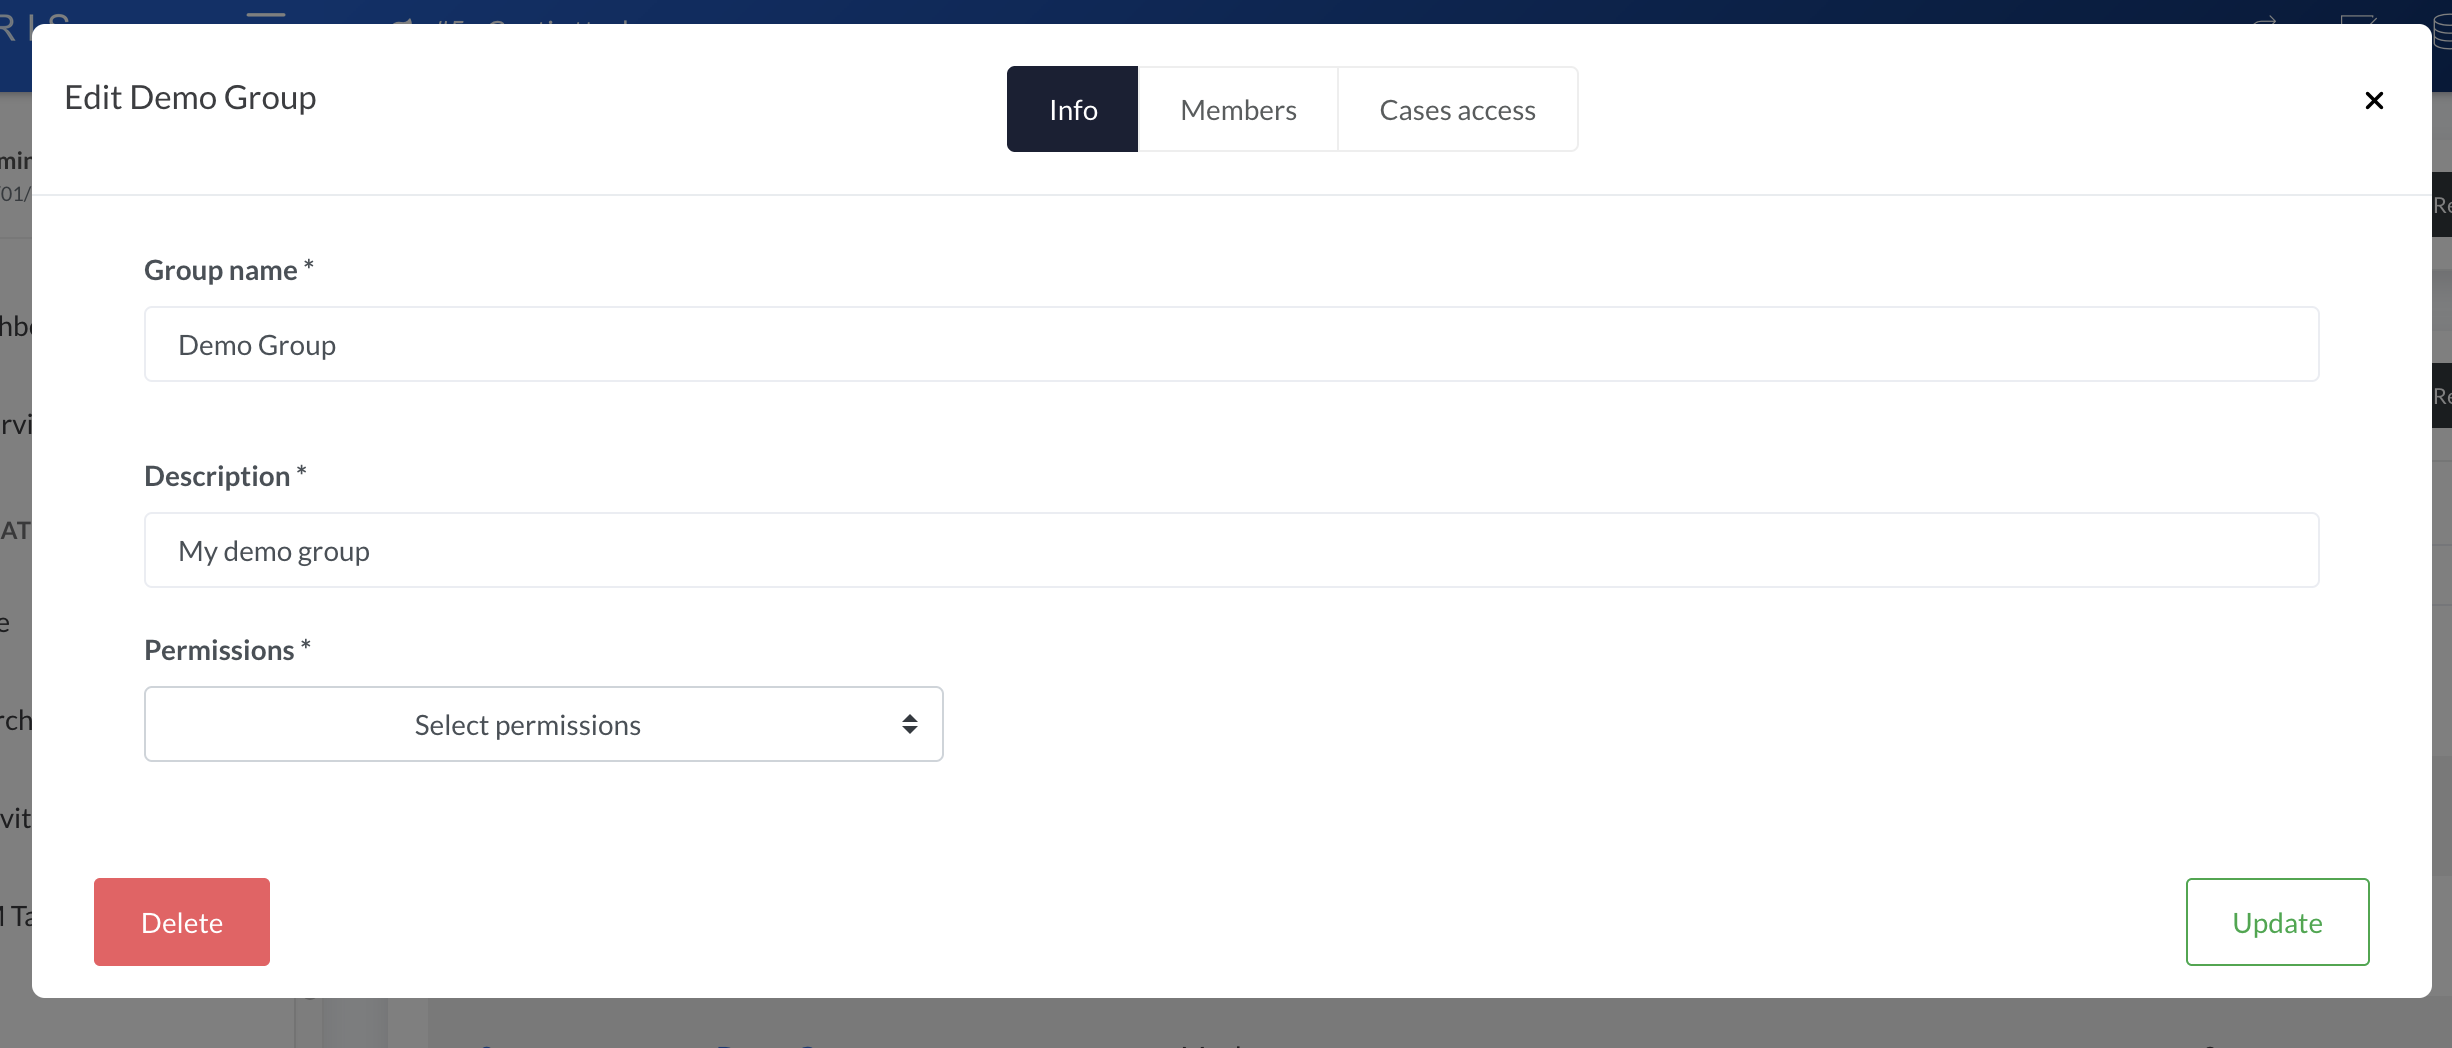 Edit Demo Group
Info
Members
Cases access
Group name *
Demo Group
Description *
My demo group
Permissions *
Select permissions
Delete
Update